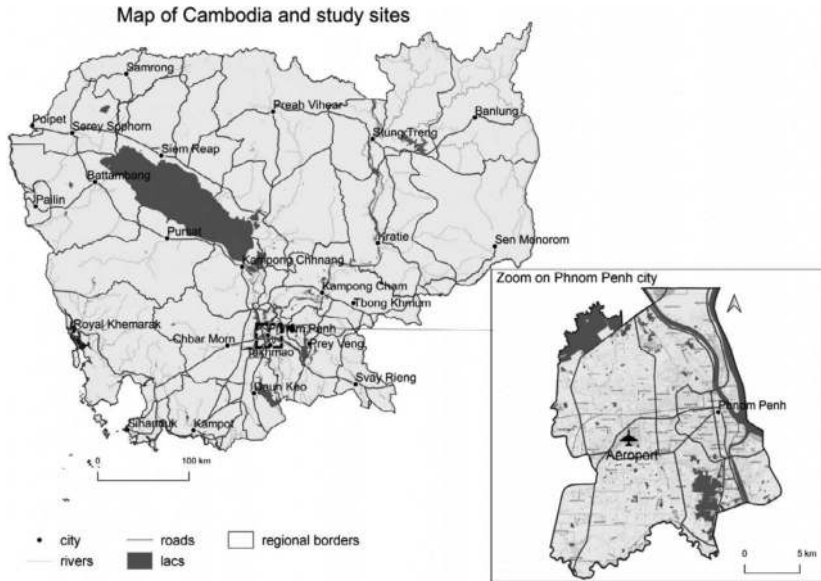 Map of Cambodia and study sites
Samrong
Poipet
Serey Sophorn
Siem Reap
Preah Vihear
Stung Treng
Banlung
Battambang
Pailin
Pursat
Kampong Chhnang
Kratie
Sen Monorom
Kampong Cham
Tbong Khmum
Royal Khemarak
Chbar Morn
Penh
Prey Veng
Svay Rieng
Daun Keo
Sihanouk
Kampot
0
100 km
city
roads
regional borders
rivers
lacs
Zoom on Phnom Penh city
Phnom Penh
Aeroport
0
5 km